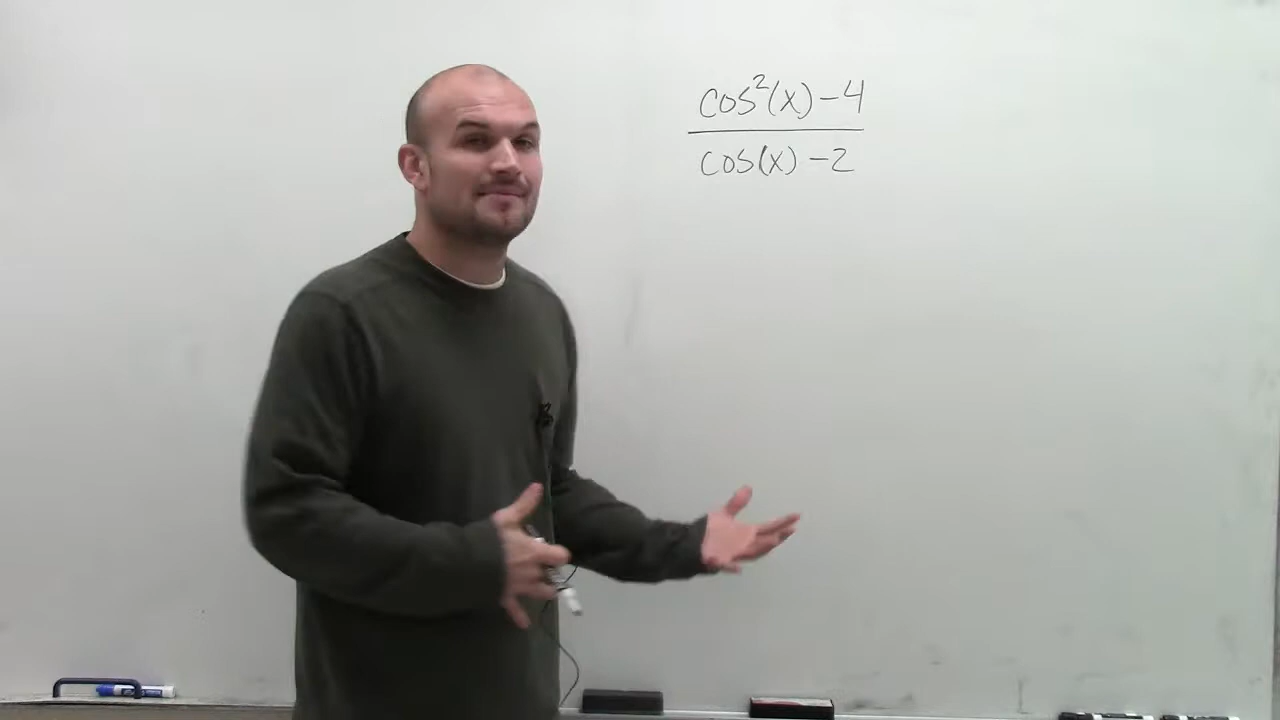 cos²(x) - 4
cos(x) - 2